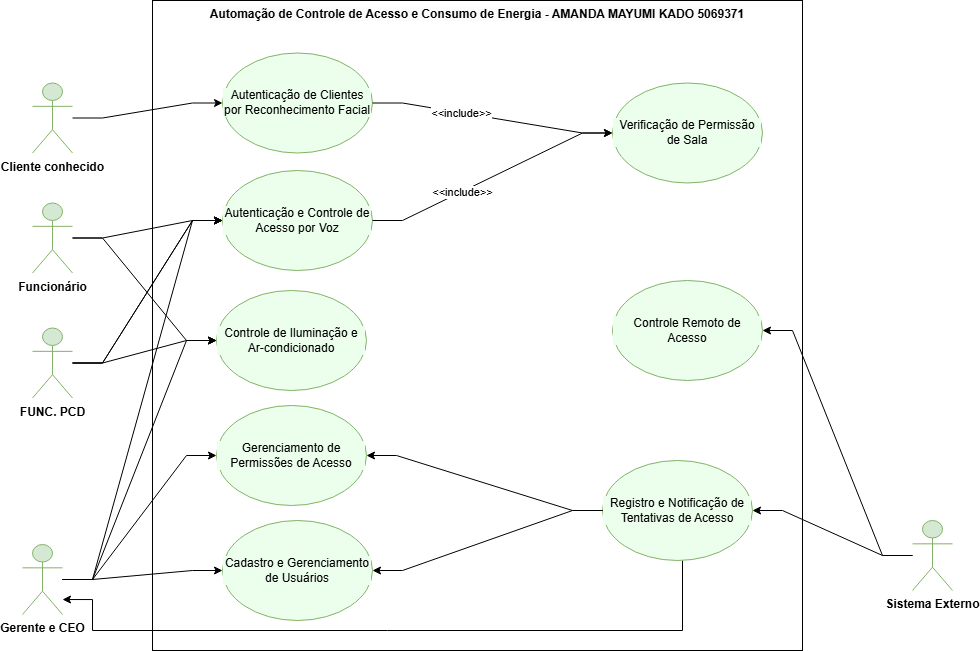 Automação de Controle de Acesso e Consumo de Energia - AMANDA MAYUMI KADO 5069371
Autenticação de Clientes
por Reconhecimento Facial
<<include>>
Verificação de Permissão
de Sala
Cliente conhecido
Autenticação e Controle de
Acesso por Voz
<<include>>
Funcionário
Controle de Iluminação e
Ar-condicionado
Controle Remoto de
Acesso
FUNC. PCD
Gerenciamento de
Permissões de Acesso
Registro e Notificação de
Tentativas de Acesso
Cadastro e Gerenciamento
de Usuários
Sistema Externo
Gerente e CEO